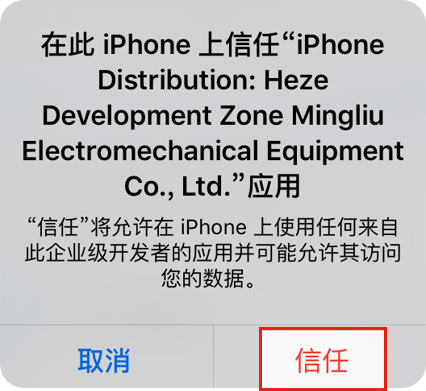 在此 iPhone 上信任“iPhone
Distribution: Heze
Development Zone Mingliu
Electromechanical Equipment
Co., Ltd.”应用
“信任”将允许在 iPhone 上使用任何来自
此企业级开发者的应用并可能允许其访问
您的数据。
取消
信任